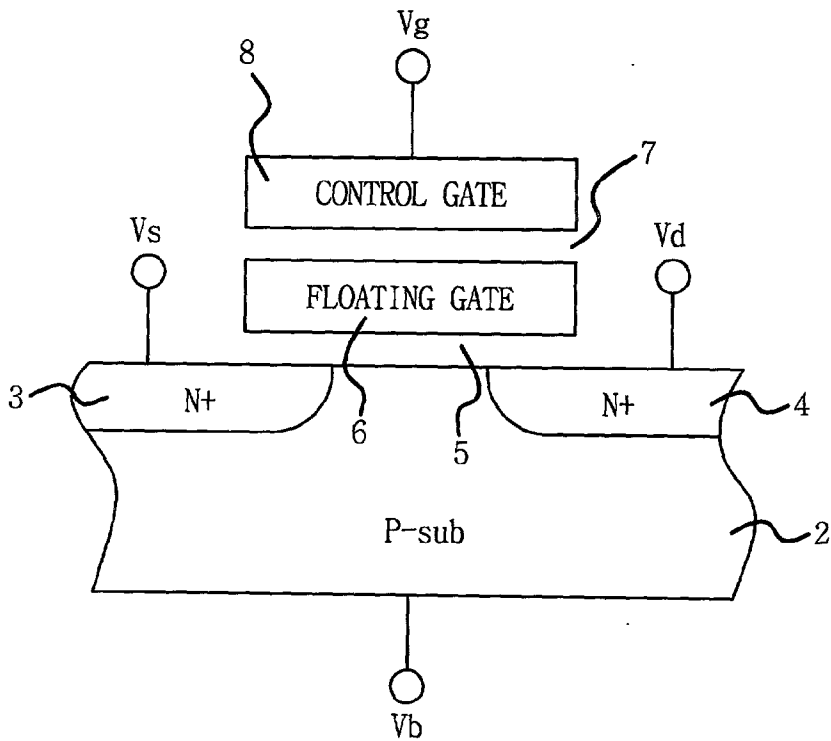 Vg
8
CONTROL GATE
7
Vs
Vd
FLOATING GATE
3
N+
6
5
N+
4
P-sub
2
Vb